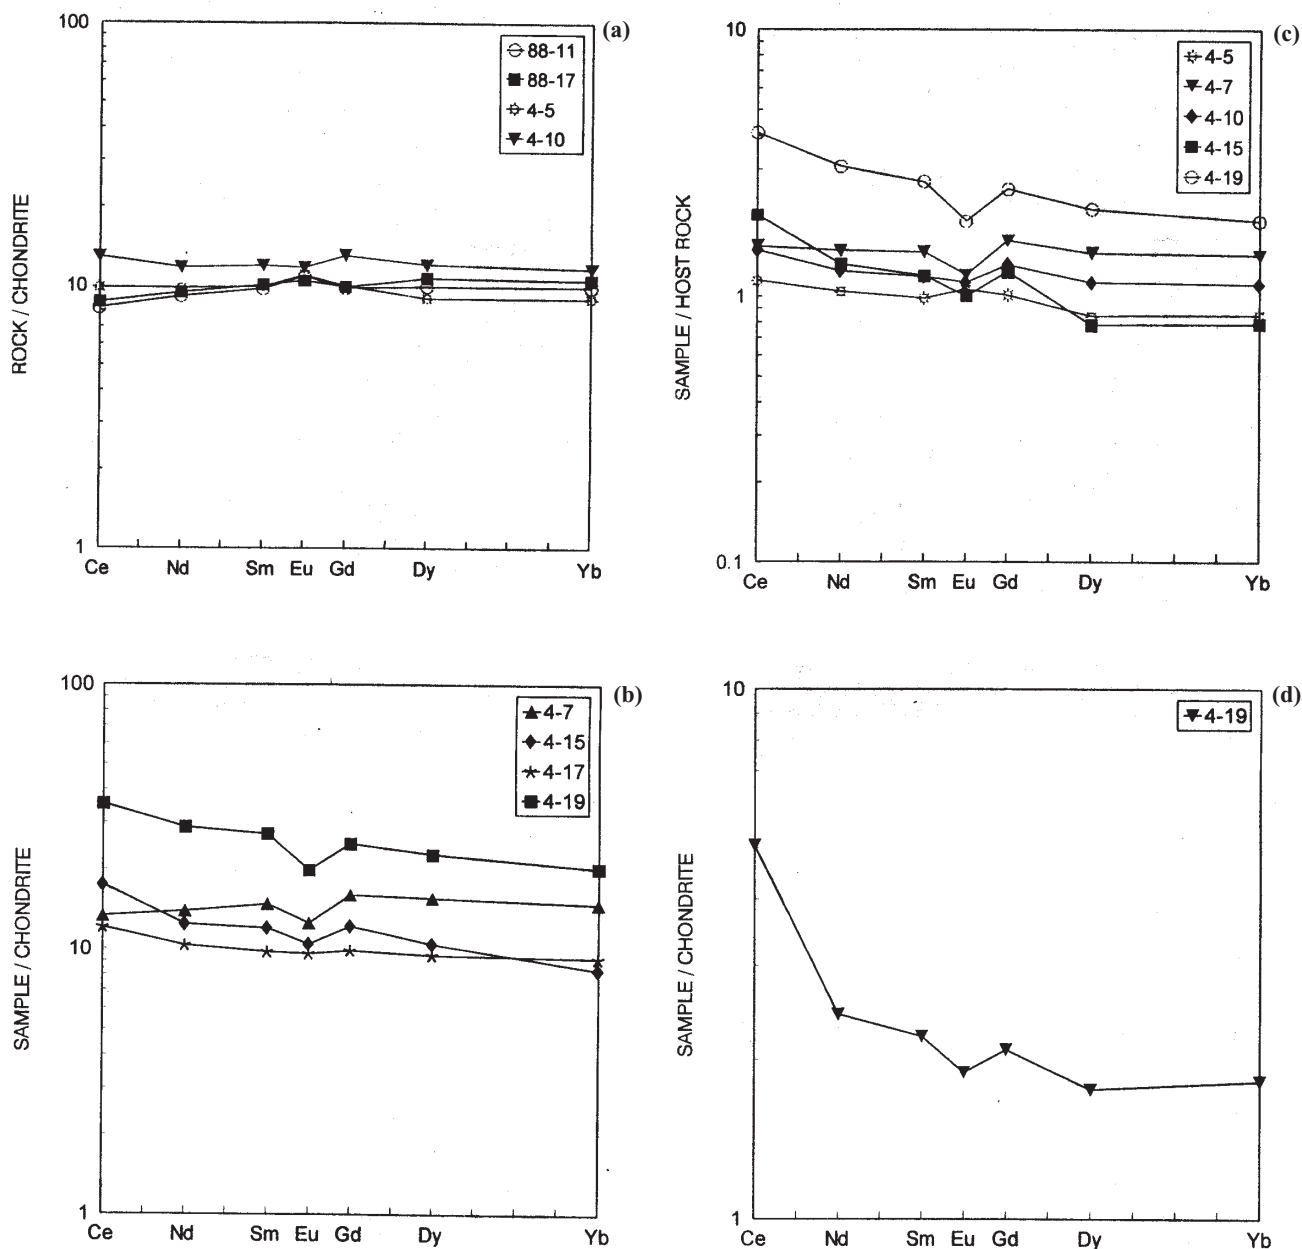 (a)
100
10
1
ROCK / CHONDRITE
88-11
88-17
4-5
4-10
Ce Nd Sm Eu Gd Dy Yb
(c)
10
1
0.1
SAMPLE / HOST ROCK
4-5
4-7
4-10
4-15
4-19
Ce Nd Sm Eu Gd Dy Yb
(b)
100
10
1
SAMPLE / CHONDRITE
4-7
4-15
4-17
4-19
Ce Nd Sm Eu Gd Dy Yb
(d)
10
1
SAMPLE / CHONDRITE
4-19
Ce Nd Sm Eu Gd Dy Yb